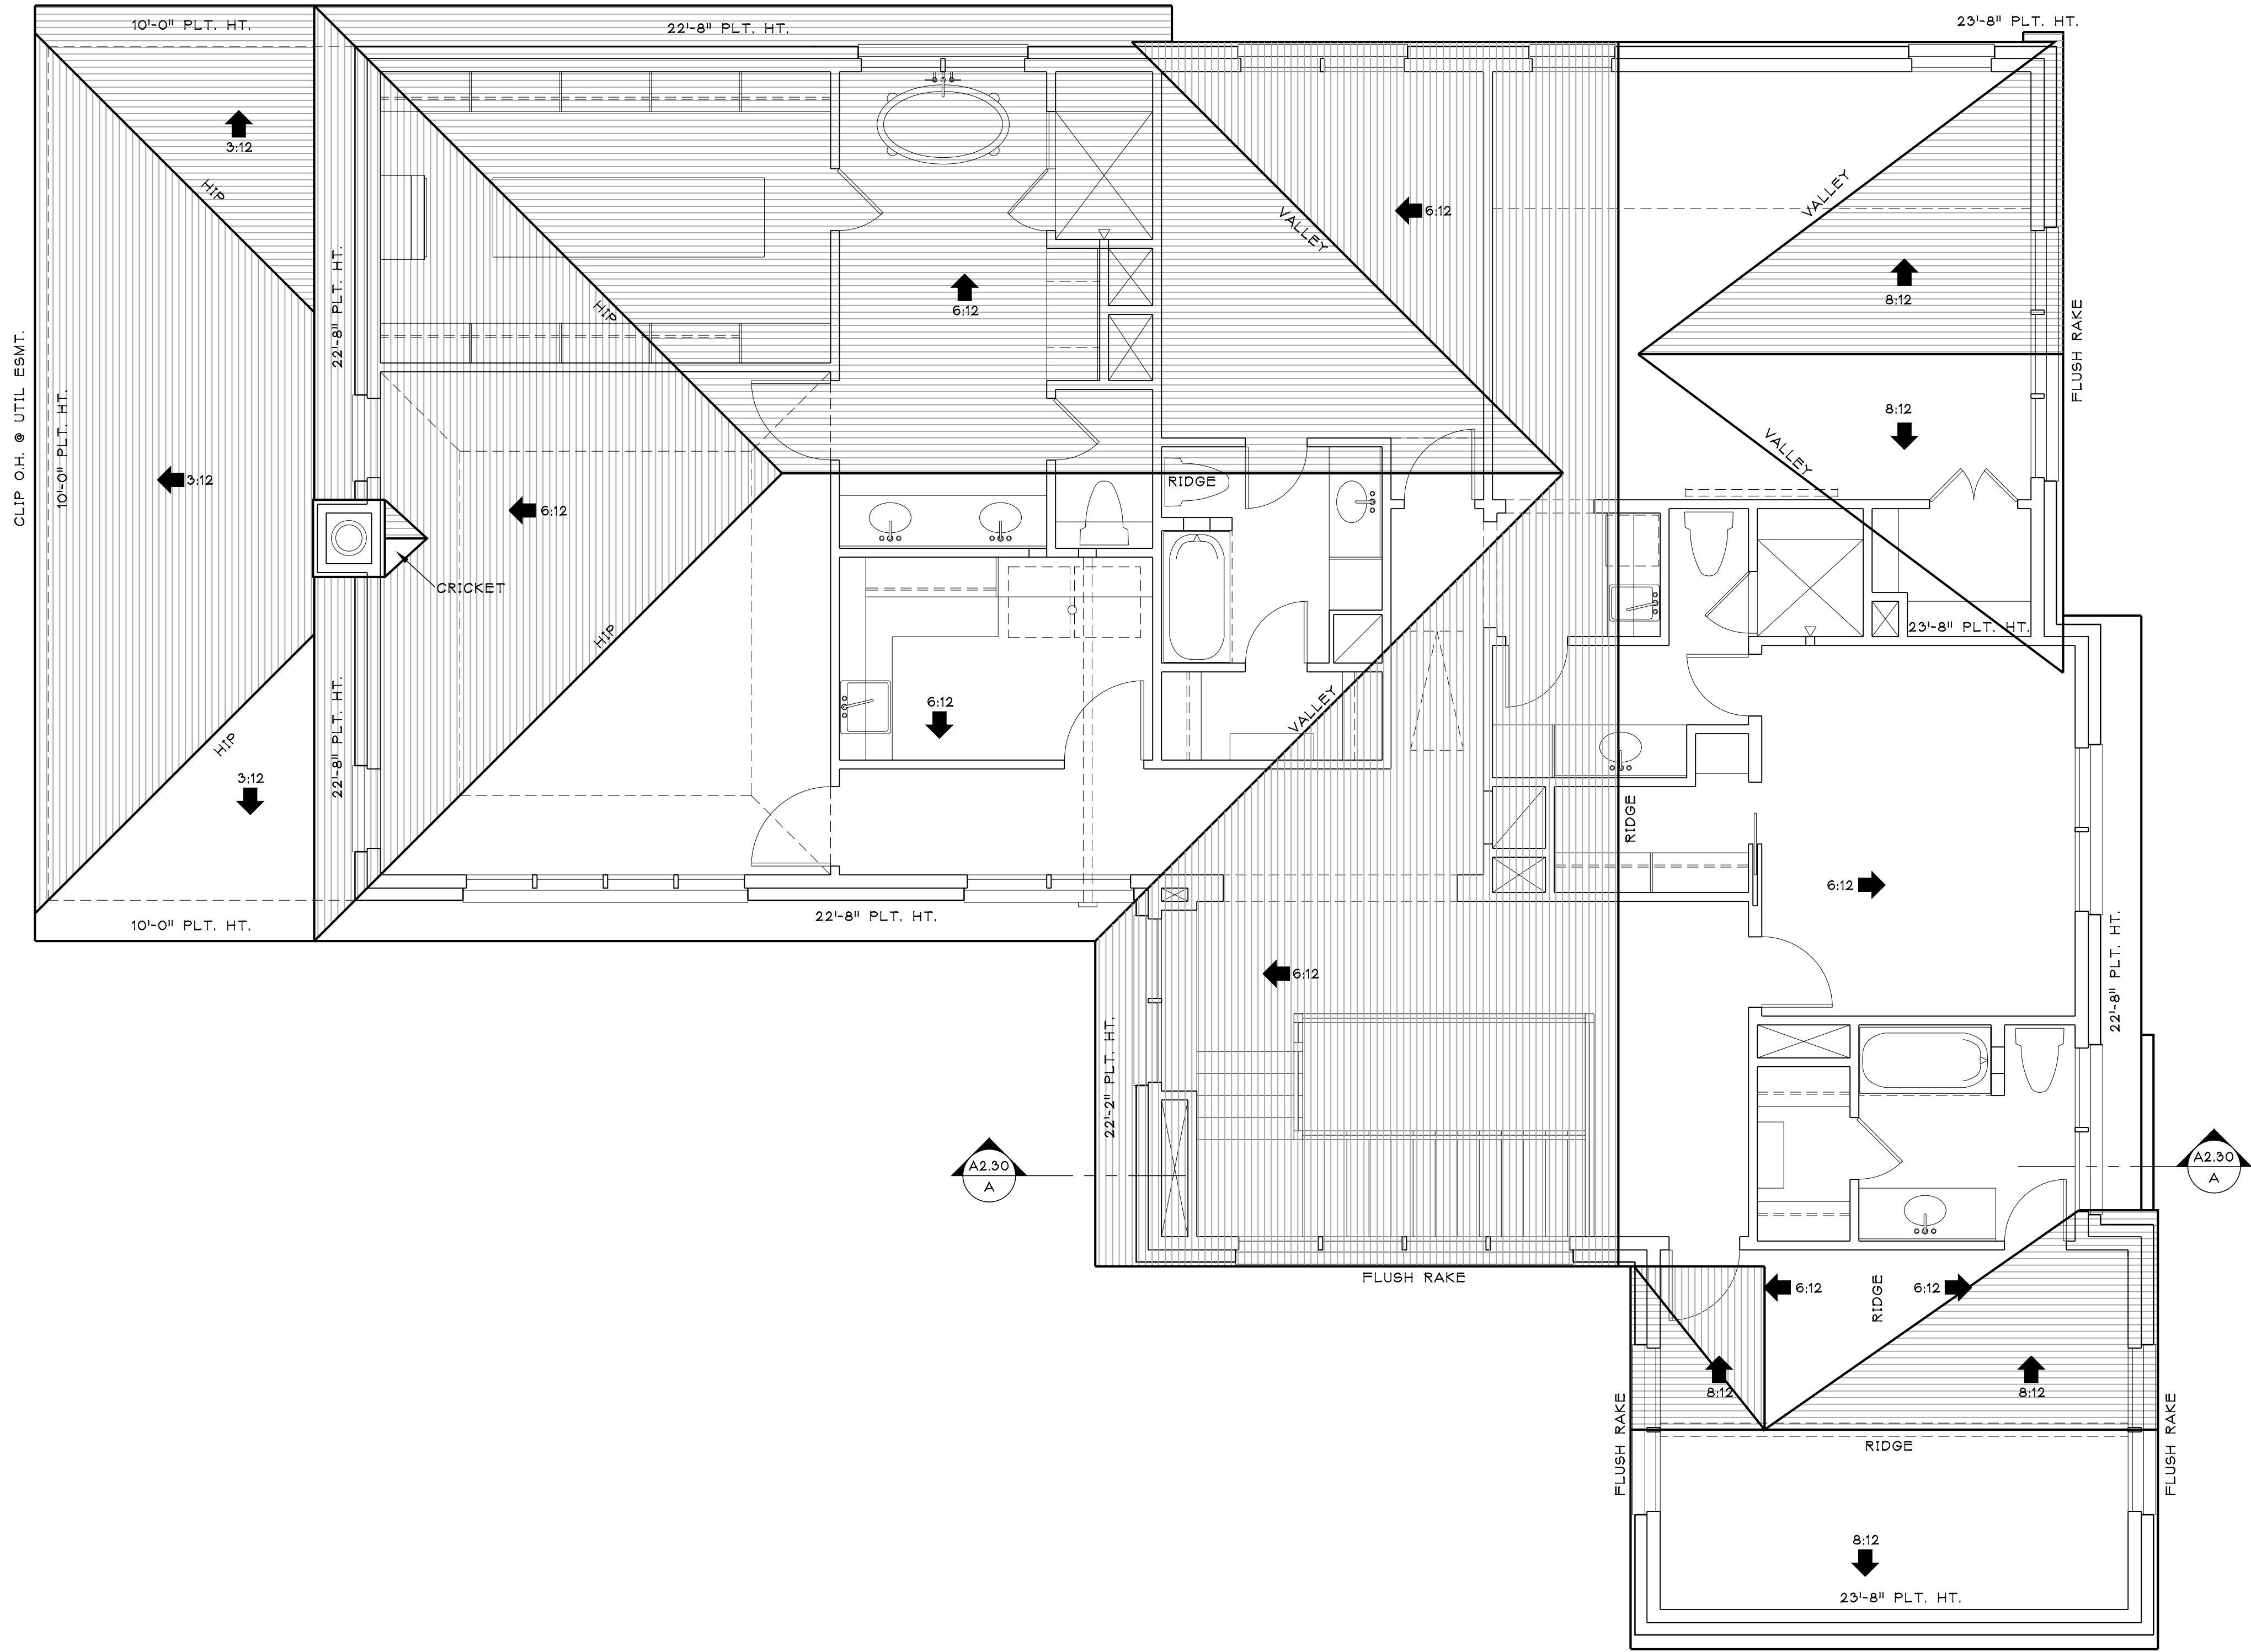 10'-0" PLT. HT.
22'-8" PLT. HT.
23'-8" PLT. HT.
3:12
HIP
6:12
VALLEY
VALLEY
22'-8" PLT. HT.
HIP
6:12
8:12
FLUSH RAKE
CLIP O.H. @ UTIL ESMT.
10'-0" PLT. HT.
3:12
6:12
RIDGE
8:12
VALLEY
CRICKET
HIP
23'-8" PLT. HT.
22'-8" PLT. HT.
6:12
VALLEY
HIP
3:12
RIDGE
6:12
10'-0" PLT. HT.
22'-8" PLT. HT.
22'-8" PLT. HT.
6:12
22'-2" PLT. HT.
A2.30
A
A2.30
A
FLUSH RAKE
6:12
RIDGE
6:12
8:12
8:12
FLUSH RAKE
FLUSH RAKE
RIDGE
8:12
23'-8" PLT. HT.